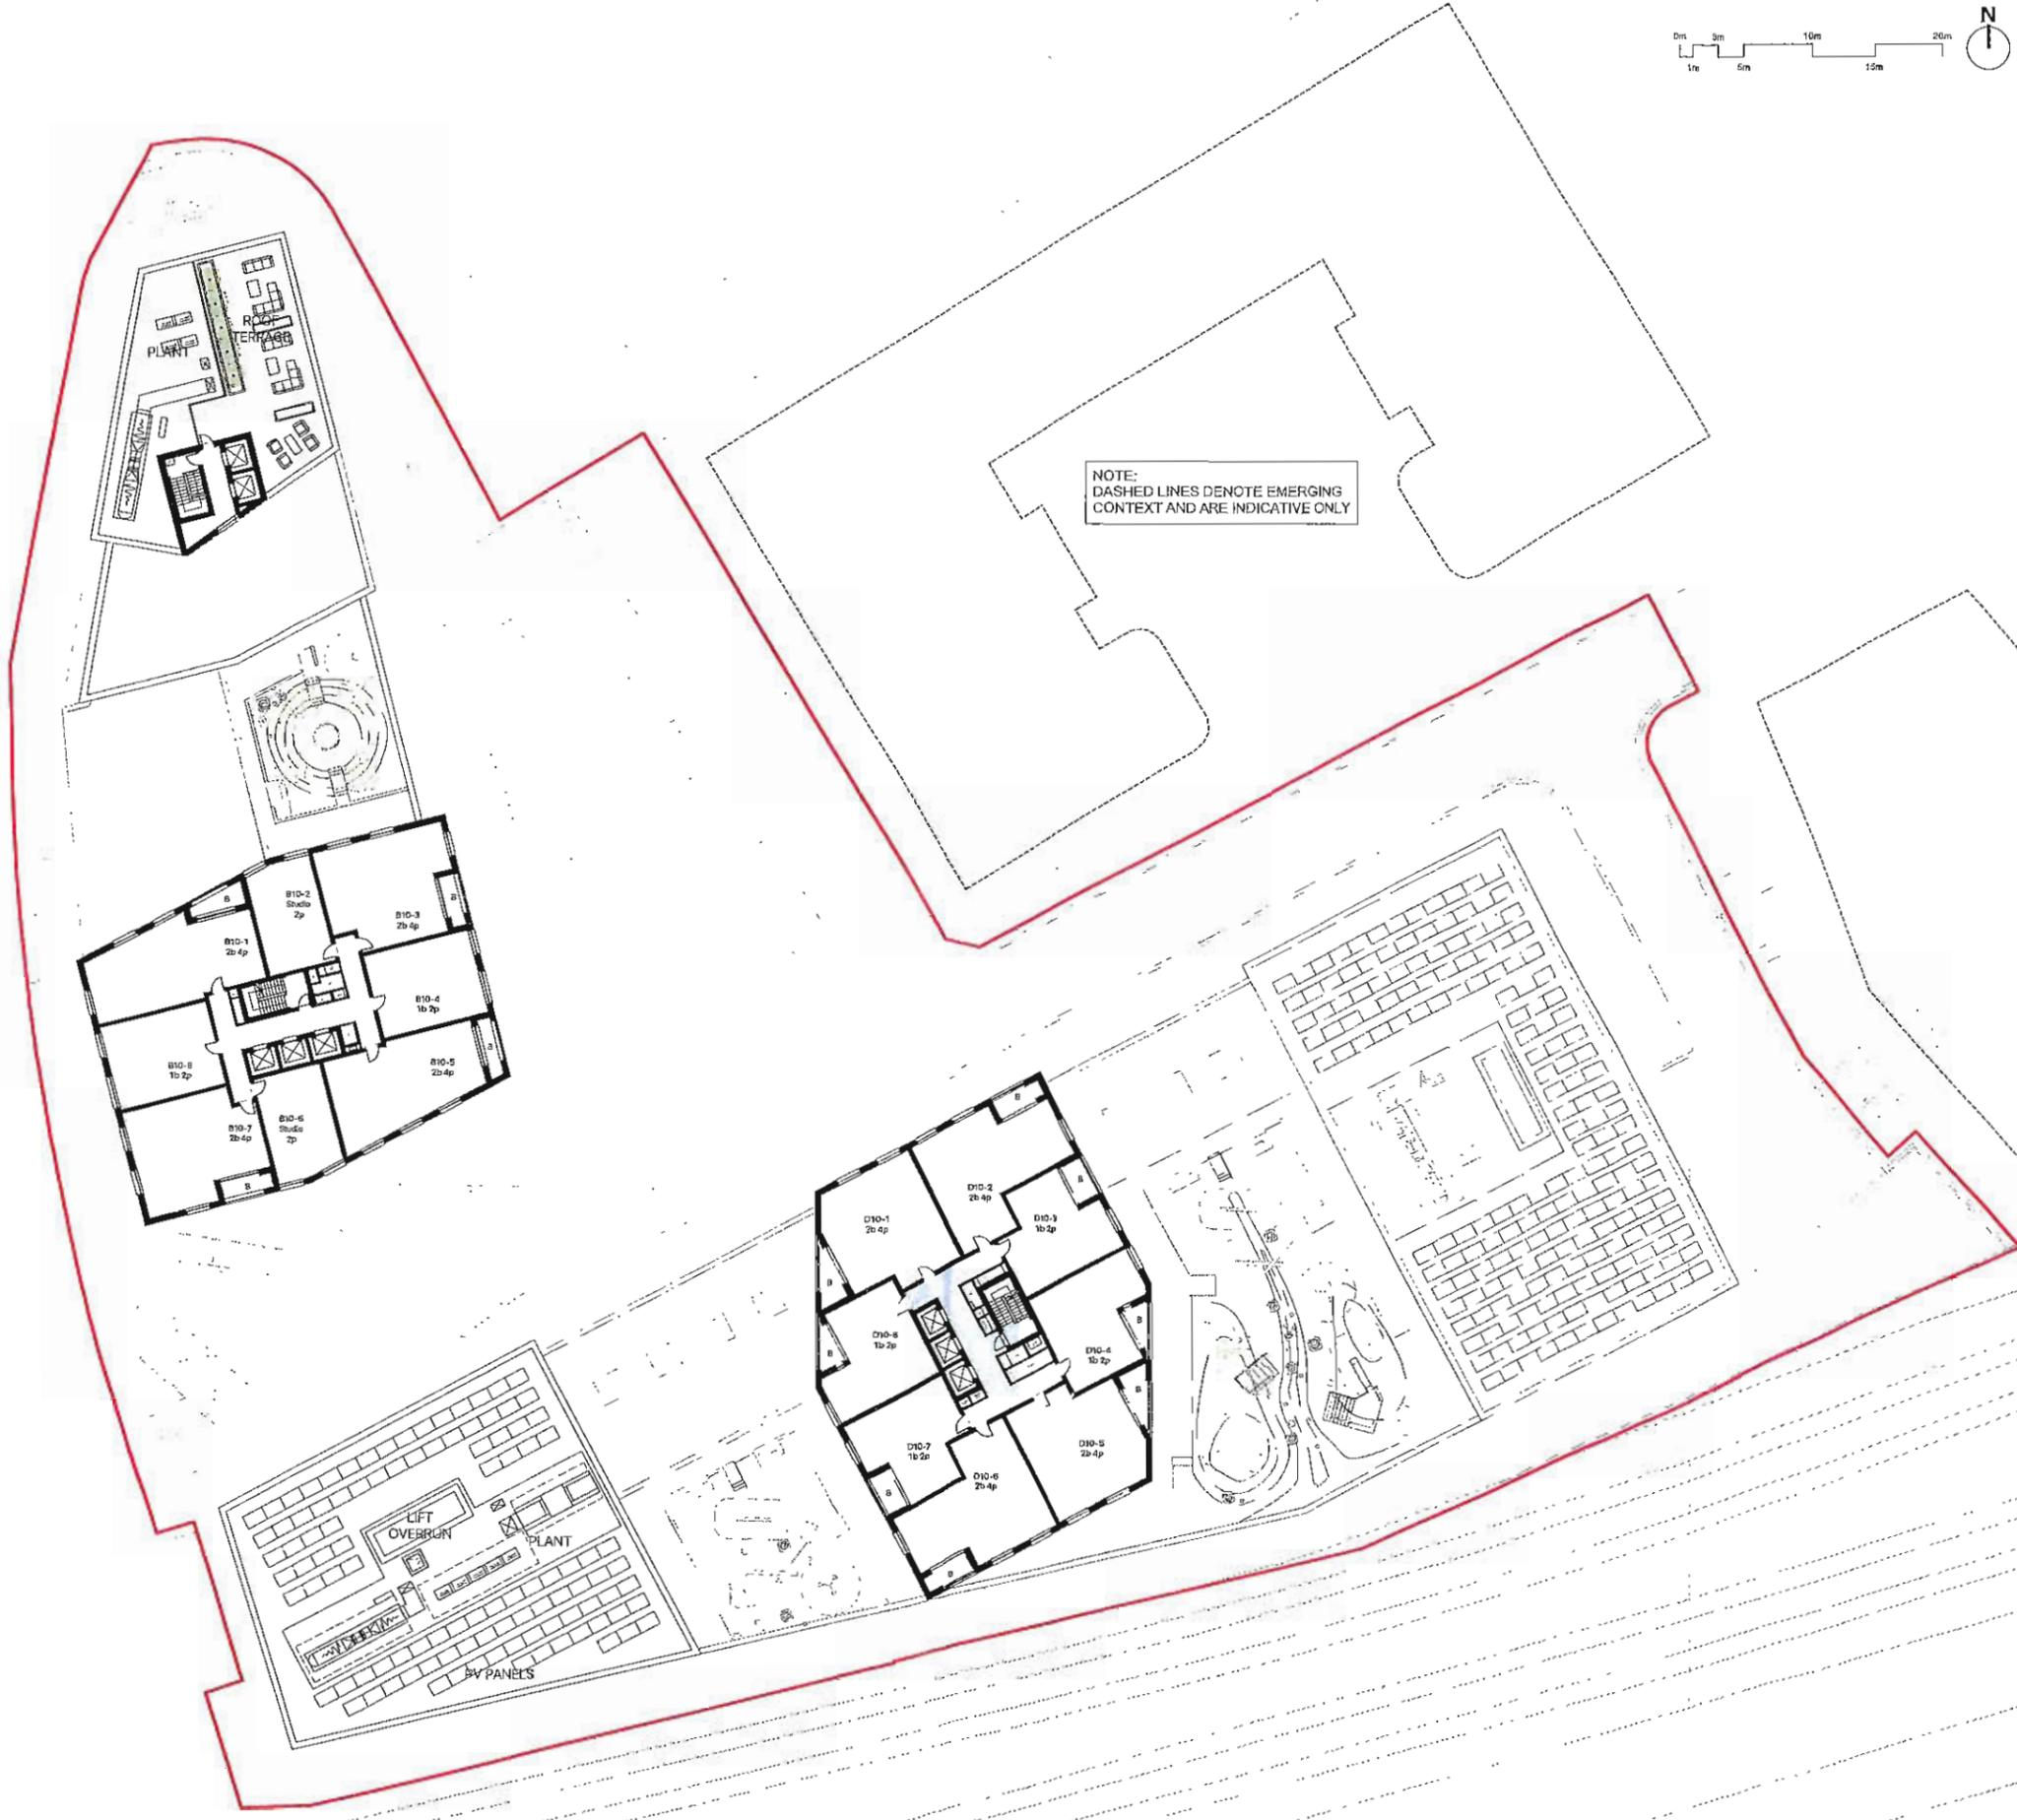 N
0m 3m 10m 20m
1m 5m 15m
ROOF
TERRACE
PLANT
NOTE:
DASHED LINES DENOTE EMERGING
CONTEXT AND ARE INDICATIVE ONLY
B10-2
Studio
2p
B
B
B10-3
2b 4p
B10-1
2b 4p
B10-4
1b 2p
B
B10-5
2b 4p
B10-8
1b 2p
B10-6
Studio
2p
B10-7
2b 4p
B
B
D10-2
2b 4p
B
D10-1
2b 4p
D10-3
1b 2p
B
D10-8
1b 2p
B
D10-4
1b 2p
B
B
D10-5
2b 4p
D10-7
1b 2p
D10-6
2b 4p
B
B
LIFT
OVERRUN
PLANT
PV PANELS